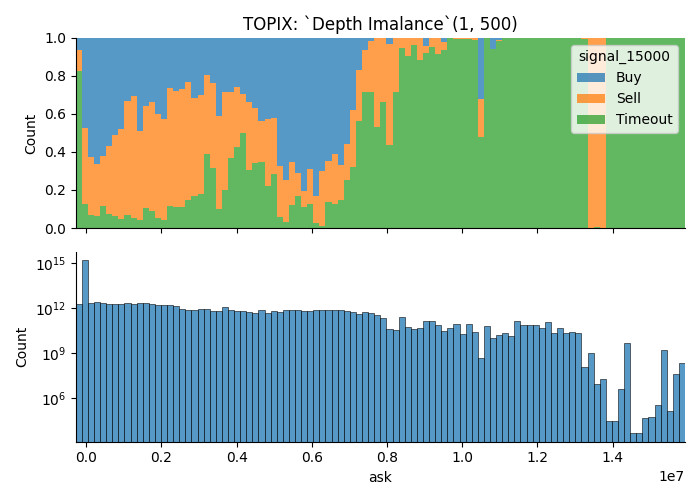 TOPIX: `Depth Imalance`(1, 500)
1.0
0.8
0.6
0.4
0.2
0.0
Count
signal_15000
Buy
Sell
Timeout
10^15
10^12
10^9
10^6
Count
0.0 0.2 0.4 0.6 0.8 1.0 1.2 1.4
1e7
ask